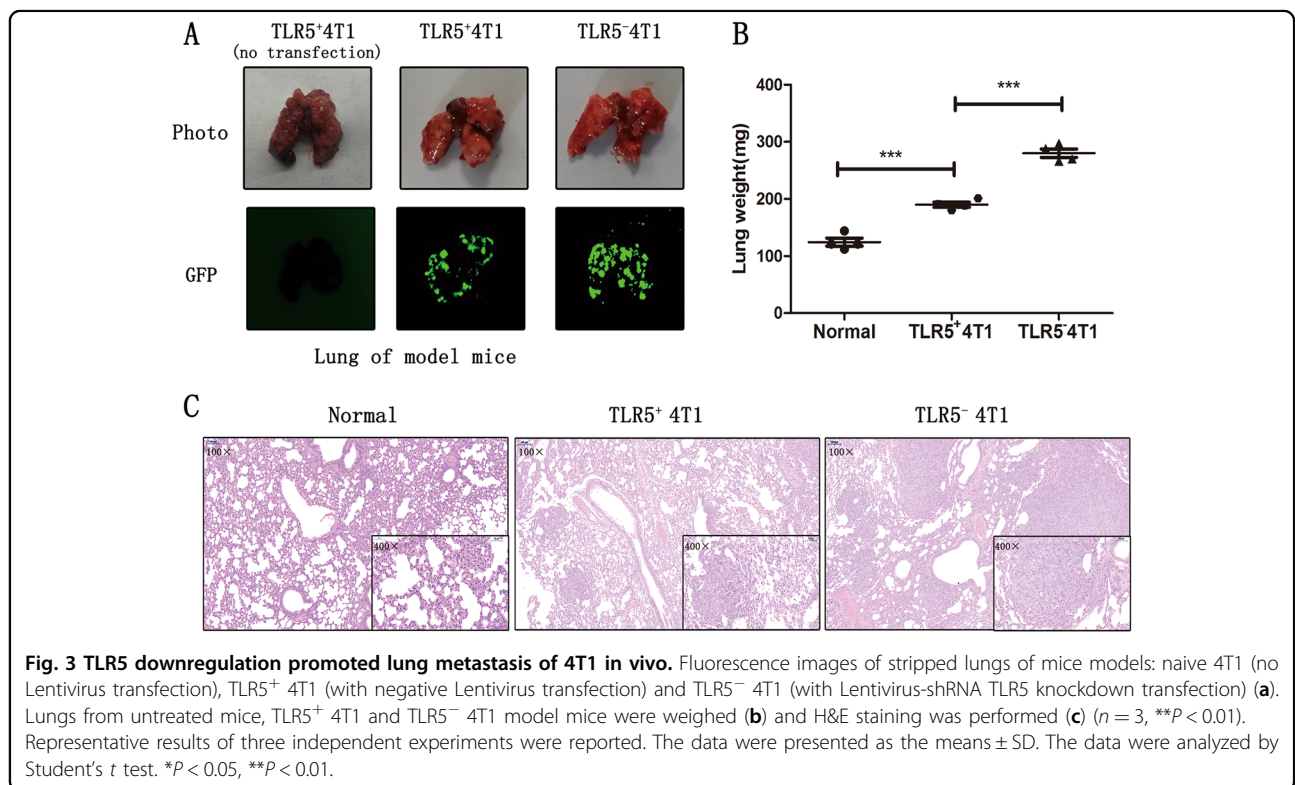 A
TLR5⁺4T1
(no transfection)
TLR5⁺4T1
TLR5⁻4T1
Photo
GFP
Lung of model mice
B
Lung weight(mg)
400
300
200
100
0
***
***
Normal
TLR5⁺4T1
TLR5⁻4T1
C
Normal
TLR5⁺ 4T1
TLR5⁻ 4T1
100×
400×
100×
400×
100×
400×
Fig. 3 TLR5 downregulation promoted lung metastasis of 4T1 in vivo. Fluorescence images of stripped lungs of mice models: naive 4T1 (no
Lentivirus transfection), TLR5⁺ 4T1 (with negative Lentivirus transfection) and TLR5⁻ 4T1 (with Lentivirus-shRNA TLR5 knockdown transfection) (a).
Lungs from untreated mice, TLR5⁺ 4T1 and TLR5⁻ 4T1 model mice were weighed (b) and H&E staining was performed (c) (n = 3, **P < 0.01).
Representative results of three independent experiments were reported. The data were presented as the means ± SD. The data were analyzed by
Student's t test. *P < 0.05, **P < 0.01.